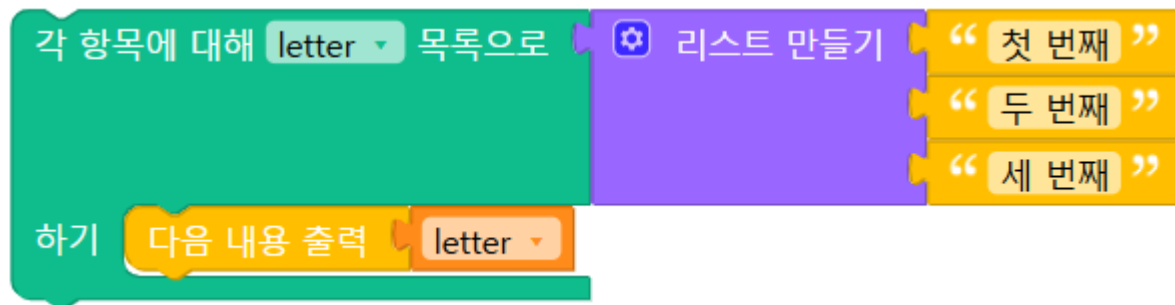 각 항목에 대해 letter 목록으로 리스트 만들기 “ 첫 번째 ”
“ 두 번째 ”
“ 세 번째 ”
하기 다음 내용 출력 letter